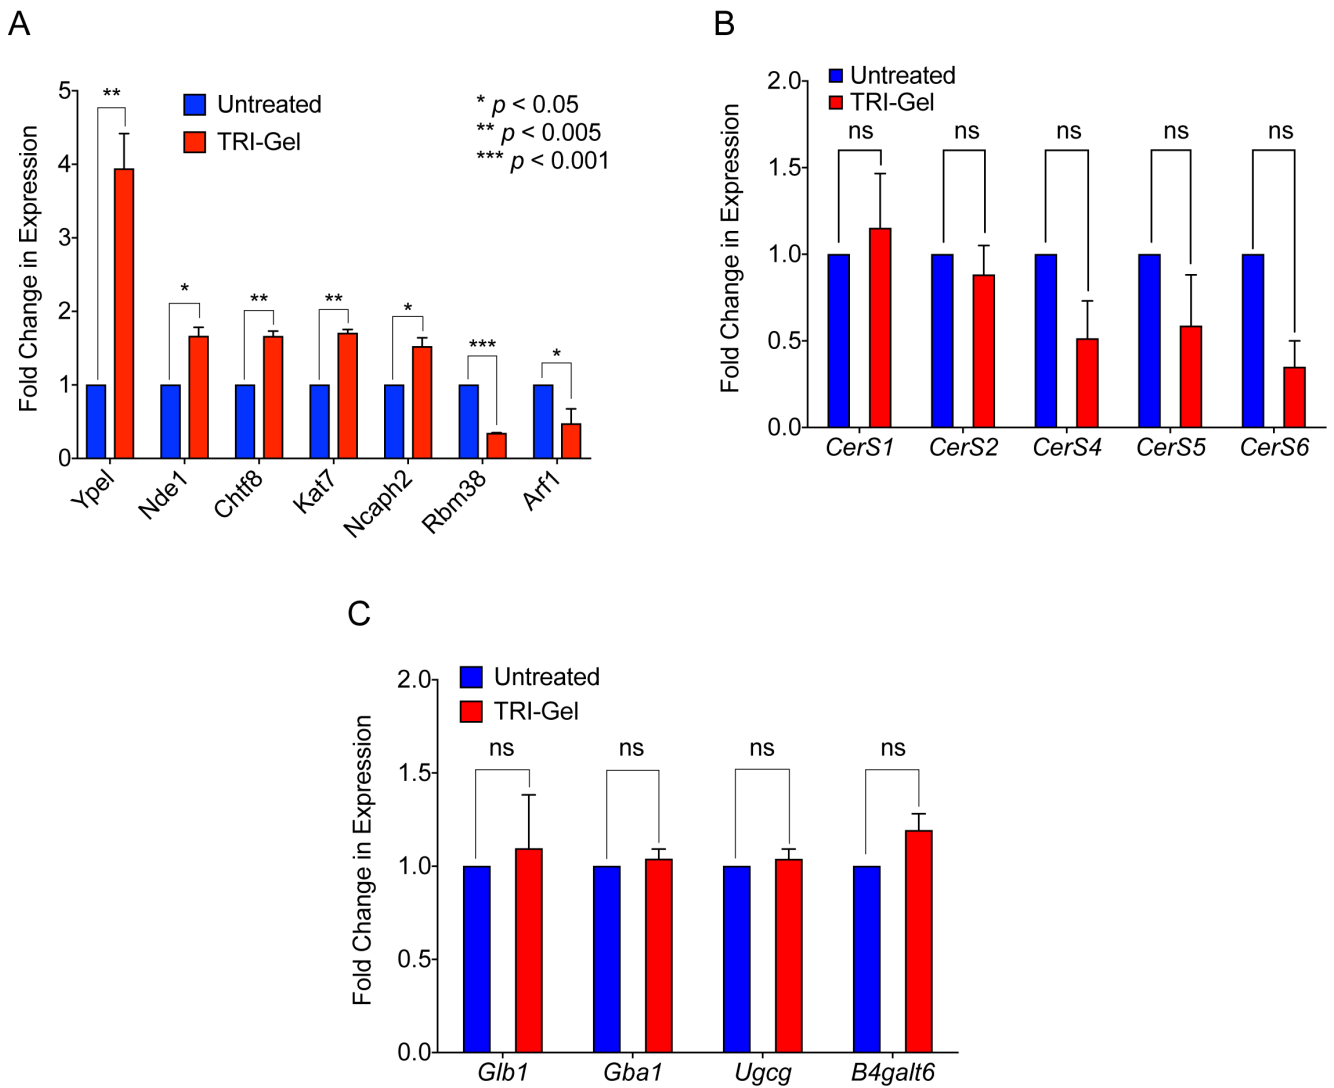 A
Fold Change in Expression
5
4
3
2
1
0
Untreated
TRI-Gel
* p < 0.05
** p < 0.005
*** p < 0.001
**
*
**
**
*
***
*
Ypel
Nde1
Chtf8
Kat7
Ncaph2
Rbm38
Arf1
B
Fold Change in Expression
2.0
1.5
1.0
0.5
0.0
Untreated
TRI-Gel
ns ns ns ns ns
CerS1 CerS2 CerS4 CerS5 CerS6
C
Fold Change in Expression
2.0
1.5
1.0
0.5
0.0
Untreated
TRI-Gel
ns ns ns ns
Glb1 Gba1 Ugcg B4galt6